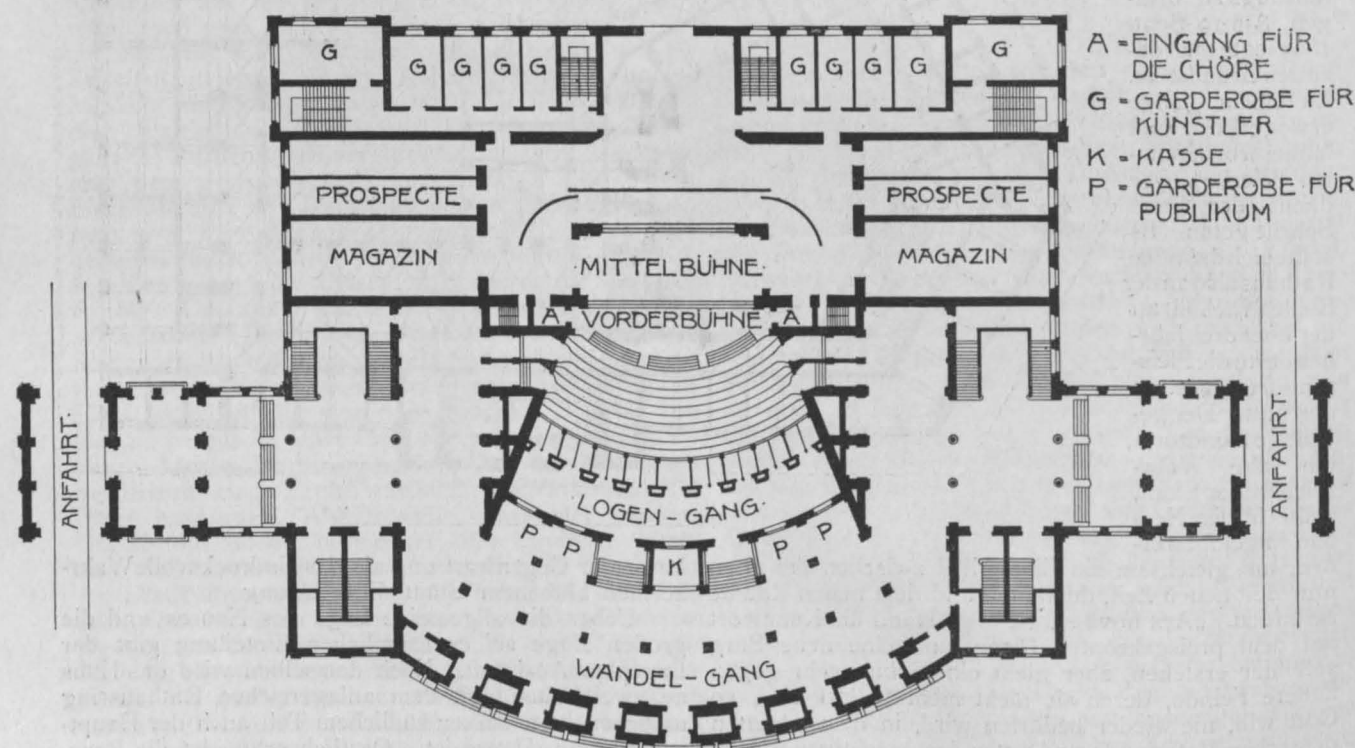 G
G G G G
G G G G
G
A = EINGANG FÜR
DIE CHÖRE
G = GARDEROBE FÜR
KÜNSTLER
K = KASSE
P = GARDEROBE FÜR
PUBLIKUM
PROSPECTE
PROSPECTE
MAGAZIN
MITTELBÜHNE.
MAGAZIN
A - VORDERBÜHNE - A
ANFAHRT.
ANFAHRT.
LOGEN-GANG
P P
P
K
WANDEL-GANG